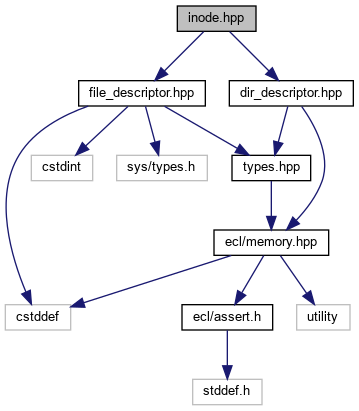 inode.hpp
file_descriptor.hpp
dir_descriptor.hpp
cstdint
sys/types.h
types.hpp
ecl/memory.hpp
cstddef
ecl/assert.h
utility
stddef.h